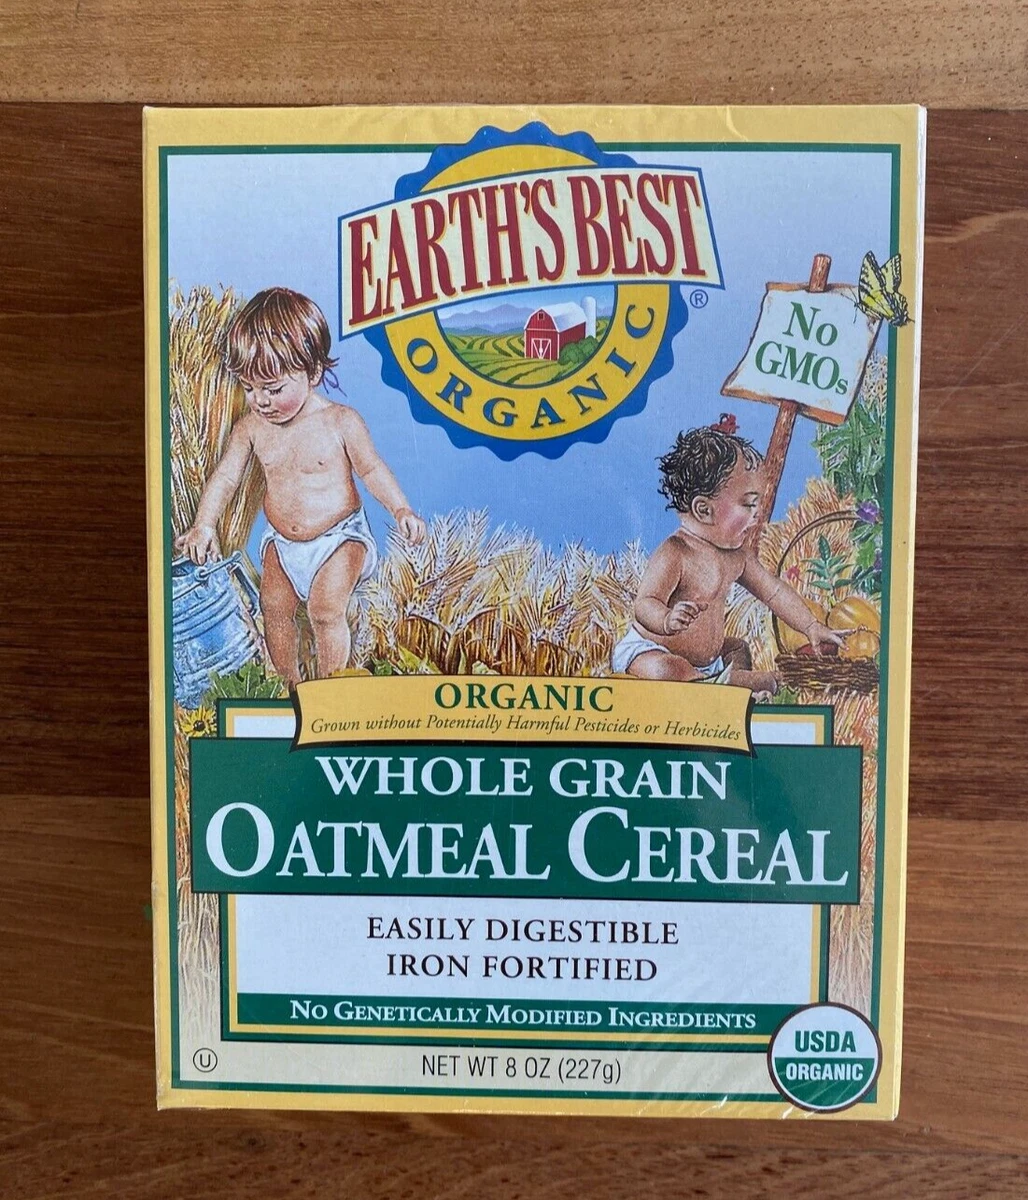 EARTH'S BEST
®
ORGANIC
No
GMOs
ORGANIC
Grown without Potentially Harmful Pesticides or Herbicides
WHOLE GRAIN
OATMEAL CEREAL
EASILY DIGESTIBLE
IRON FORTIFIED
NO GENETICALLY MODIFIED INGREDIENTS
U
NET WT 8 OZ (227g)
USDA
ORGANIC